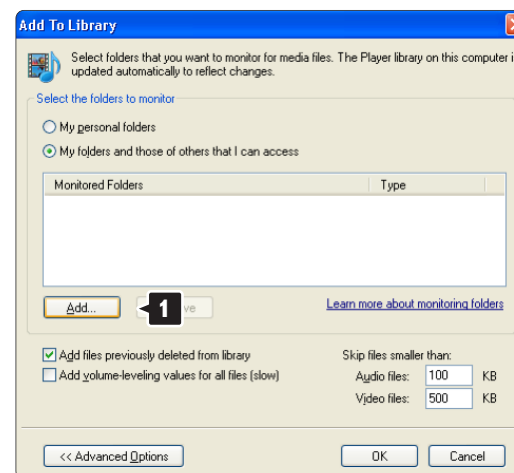 Add To Library
Select folders that you want to monitor for media files. The Player library on this computer i
updated automatically to reflect changes.
Select the folders to monitor
My personal folders
My folders and those of others that I can access
Monitored Folders Type
Add... 1 ve Learn more about monitoring folders
Add files previously deleted from library Skip files smaller than:
Add volume-leveling values for all files (slow) Audio files: 100 KB
Video files: 500 KB
<< Advanced Options OK Cancel